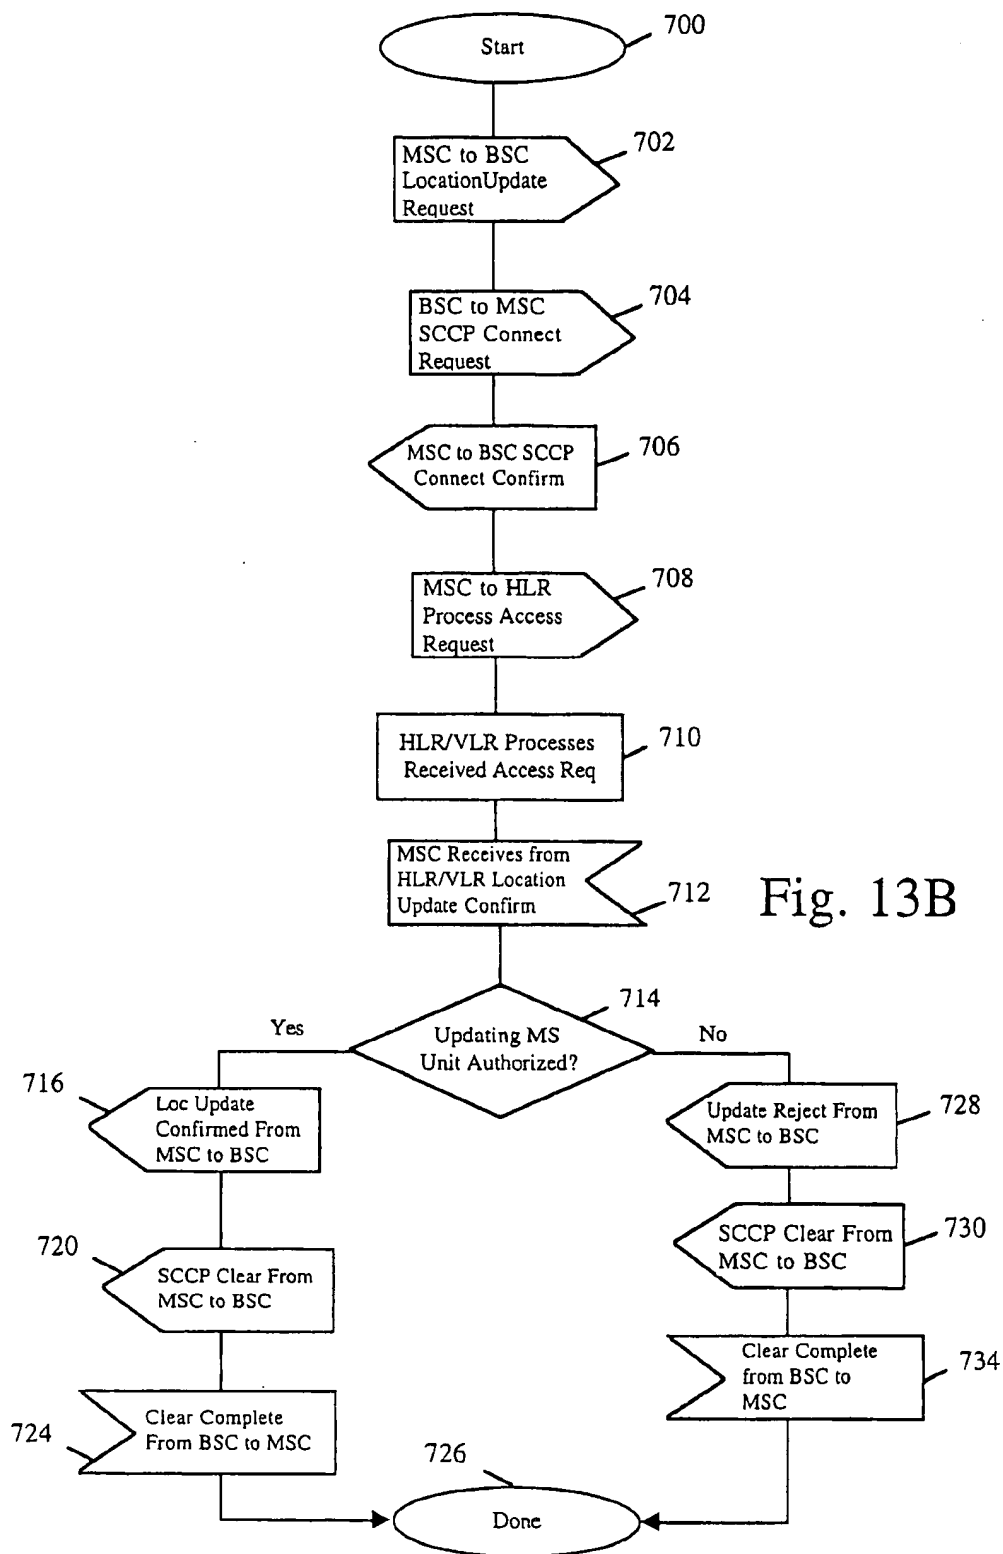 Start
700
MSC to BSC
LocationUpdate
Request
702
BSC to MSC
SCCP Connect
Request
704
MSC to BSC SCCP
Connect Confirm
706
MSC to HLR
Process Access
Request
708
HLR/VLR Processes
Received Access Req
710
MSC Receives from
HLR/VLR Location
Update Confirm
712
Fig. 13B
714
Updating MS
Unit Authorized?
Yes
No
716
Loc Update
Confirmed From
MSC to BSC
Update Reject From
MSC to BSC
728
720
SCCP Clear From
MSC to BSC
SCCP Clear From
MSC to BSC
730
Clear Complete
From BSC to MSC
724
Clear Complete
from BSC to
MSC
734
726
Done